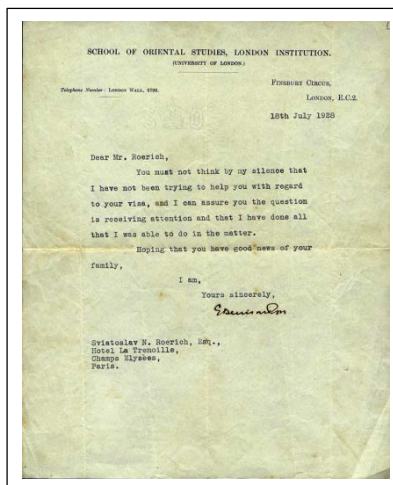 SCHOOL OF ORIENTAL STUDIES, LONDON INSTITUTION.
(UNIVERSITY OF LONDON.)
Telephone Number: LONDON WALL,
FINSBURY CIRCUS,
LONDON, E.C.2.
18th July 1928
Dear Mr. Roerich,
You must not think by my silence that
I have not been trying to help you with regard
to your visa, and I can assure you the question
is receiving attention and that I have done all
that I was able to do in the matter.
Hoping that you have good news of your
family,
I am,
Yours sincerely,
Sviatoslav N. Roerich, Esq.,
Hotel La Tremoille,
Champs Elysees,
Paris.